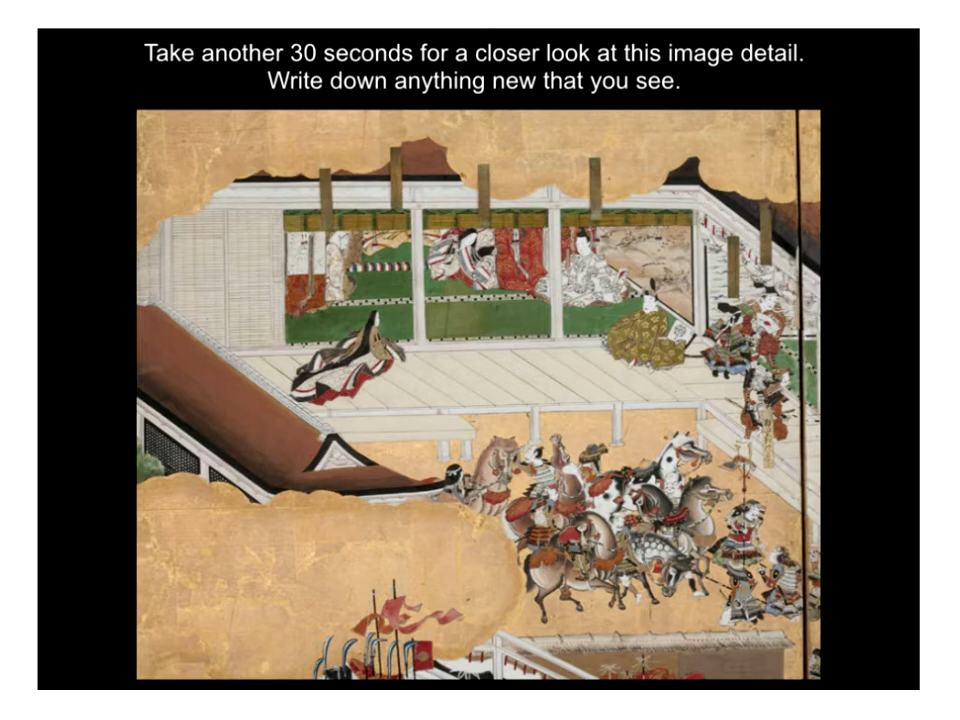 Take another 30 seconds for a closer look at this image detail.
Write down anything new that you see.